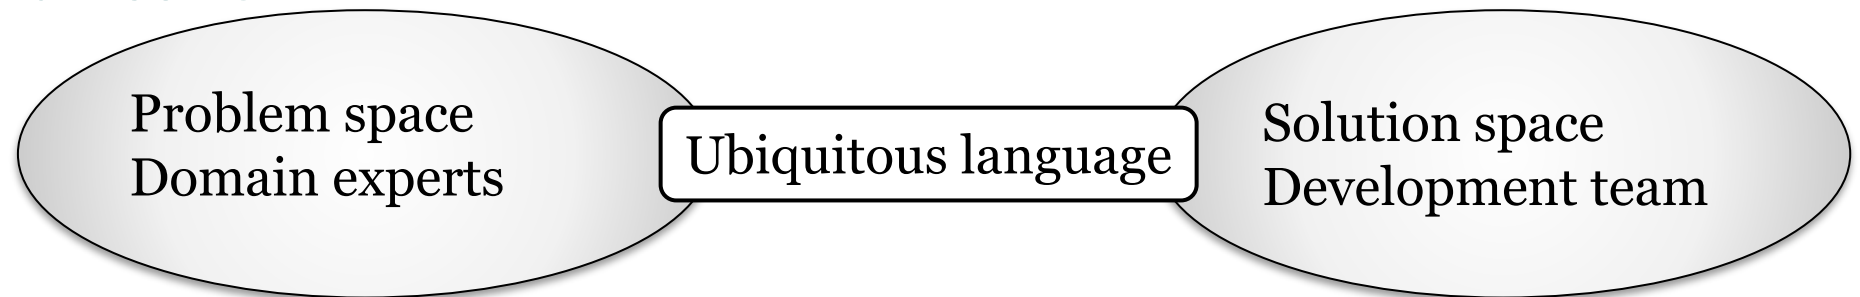 Problem space
Domain experts
Ubiquitous language
Solution space
Development team